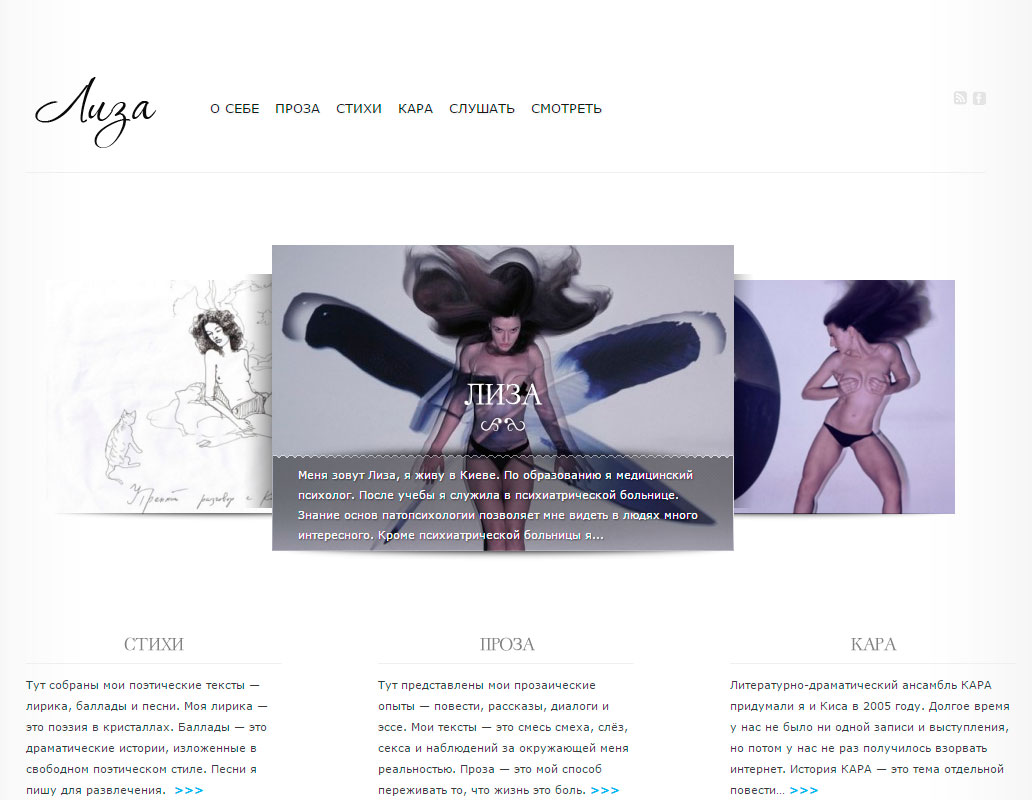 Лиза
О СЕБЕ ПРОЗА СТИХИ КАРА СЛУШАТЬ СМОТРЕТЬ
ЛИЗА
Меня зовут Лиза, я живу в Киеве. По образованию я медицинский
психолог. После учебы я служила в психиатрической больнице.
Знание основ патопсихологии позволяет мне видеть в людях много
интересного. Кроме психиатрической больницы я...
разговор с
СТИХИ
Тут собраны мои поэтические тексты —
лирика, баллады и песни. Моя лирика —
это поэзия в кристаллах. Баллады — это
драматические истории, изложенные в
свободном поэтическом стиле. Песни я
пишу для развлечения. >>>
ПРОЗА
Тут представлены мои прозаические
опыты — повести, рассказы, диалоги и
эссе. Мои тексты — это смесь смеха, слёз,
секса и наблюдений за окружающей меня
реальностью. Проза — это мой способ
переживать то, что жизнь это боль. >>>
КАРА
Литературно-драматический ансамбль КАРА
придумали я и Киса в 2005 году. Долгое время
у нас не было ни одной записи и выступления,
но потом у нас не раз получилось взорвать
интернет. История КАРА — это тема отдельной
повести... >>>